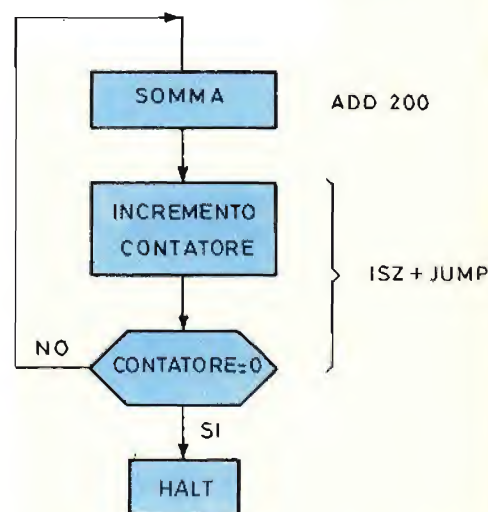 SOMMA
ADD 200
INCREMENTO
CONTATORE
ISZ + JUMP
NO
CONTATORE=0
SI
HALT